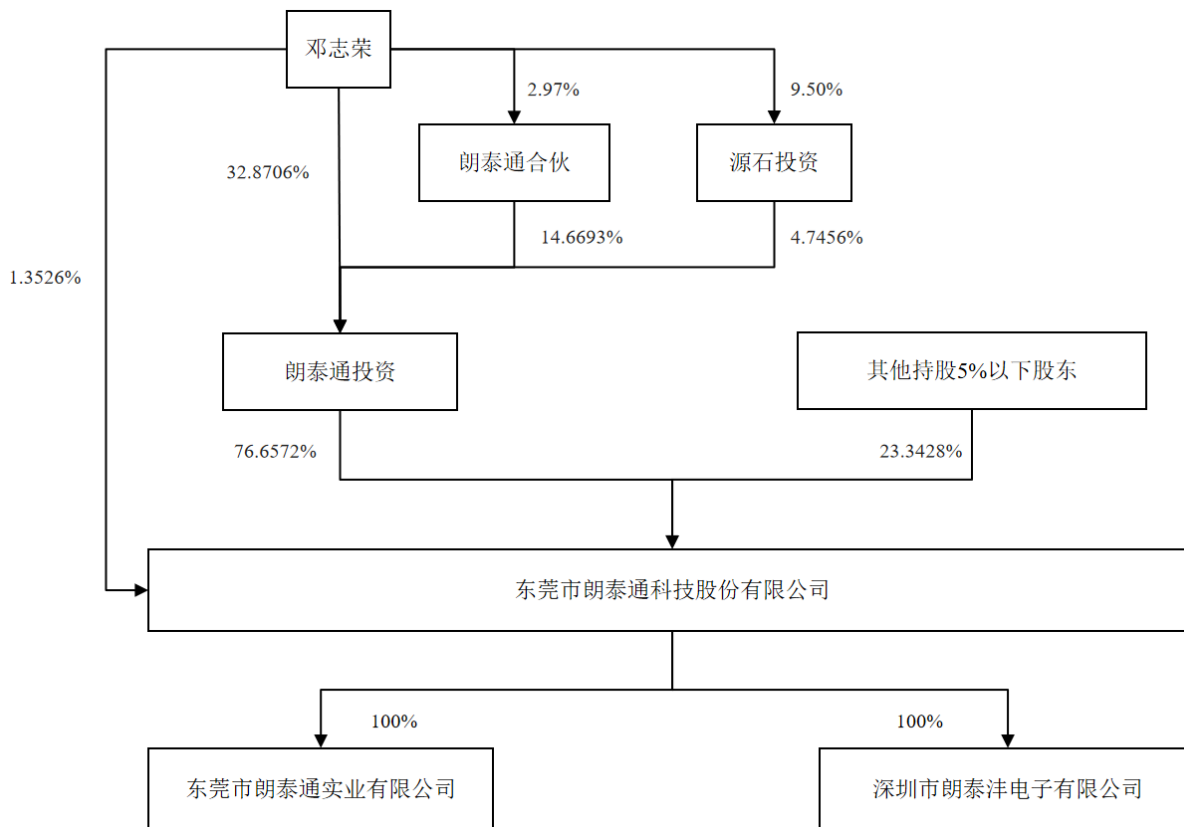 邓志荣
2.97%
9.50%
朗泰通合伙
源石投资
32.8706%
14.6693%
4.7456%
1.3526%
朗泰通投资
其他持股5%以下股东
76.6572%
23.3428%
东莞市朗泰通科技股份有限公司
100%
100%
东莞市朗泰通实业有限公司
深圳市朗泰沣电子有限公司